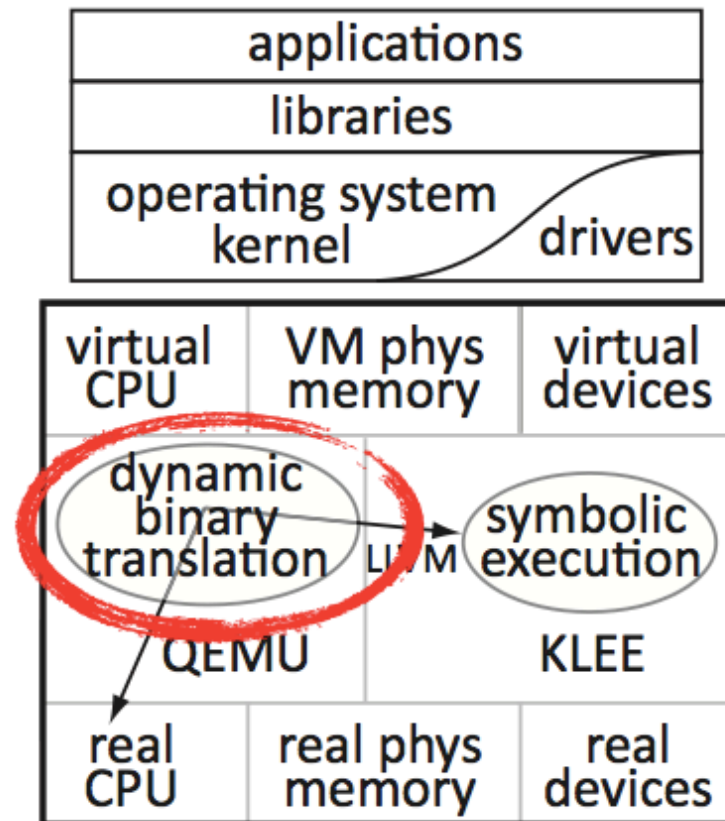 applications
libraries
operating system
kernel
drivers
virtual
CPU
VM phys
memory
virtual
devices
dynamic
binary
translation
LLVM
symbolic
execution
QEMU
KLEE
real
CPU
real phys
memory
real
devices